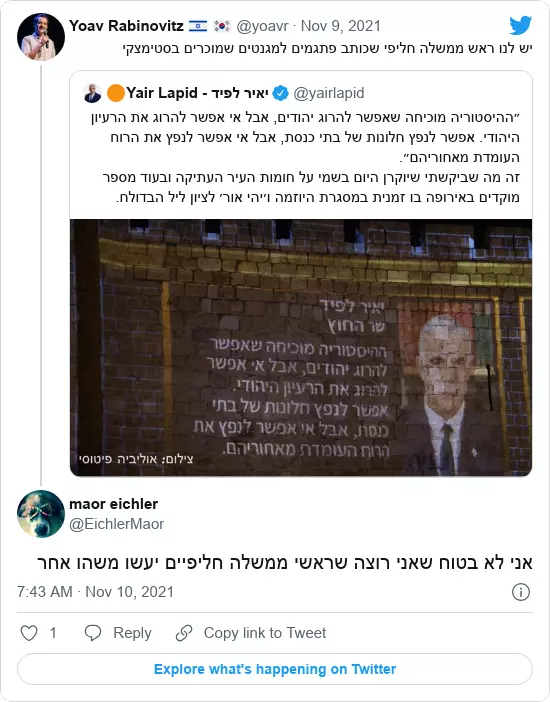 Yoav Rabinovitz 🇮🇱 🇰🇷 @yoavr · Nov 9, 2021
יש לנו ראש ממשלה חליפי שכותב פתגמים למגנטים שמוכרים בסטימצקי
🟠Yair Lapid - יאיר לפיד @yairlapid
״ההיסטוריה מוכיחה שאפשר להרוג יהודים, אבל אי אפשר להרוג את הרעיון
היהודי. אפשר לנפץ חלונות של בתי כנסת, אבל אי אפשר לנפץ את הרוח
העומדת מאחוריהם״.
זה מה שביקשתי שיוקרן היום בשמי על חומות העיר העתיקה ובעוד מספר
מוקדים באירופה בו זמנית במסגרת היוזמה ו׳יהי אור׳ לציון ליל הבדולח.
יאיר לפיד
שר החוץ
ההיסטוריה מוכיחה שאפשר
להרוג יהודים, אבל אי אפשר
להרוג את הרעיון היהודי.
אפשר לנפץ חלונות של בתי
כנסת, אבל אי אפשר לנפץ את
הרוח העומדת מאחוריהם.
צילום: אוליביה פיטוסי
maor eichler
@EichlerMaor
אני לא בטוח שאני רוצה שראשי ממשלה חליפיים יעשו משהו אחר
7:43 AM · Nov 10, 2021
1 Reply Copy link to Tweet
Explore what's happening on Twitter